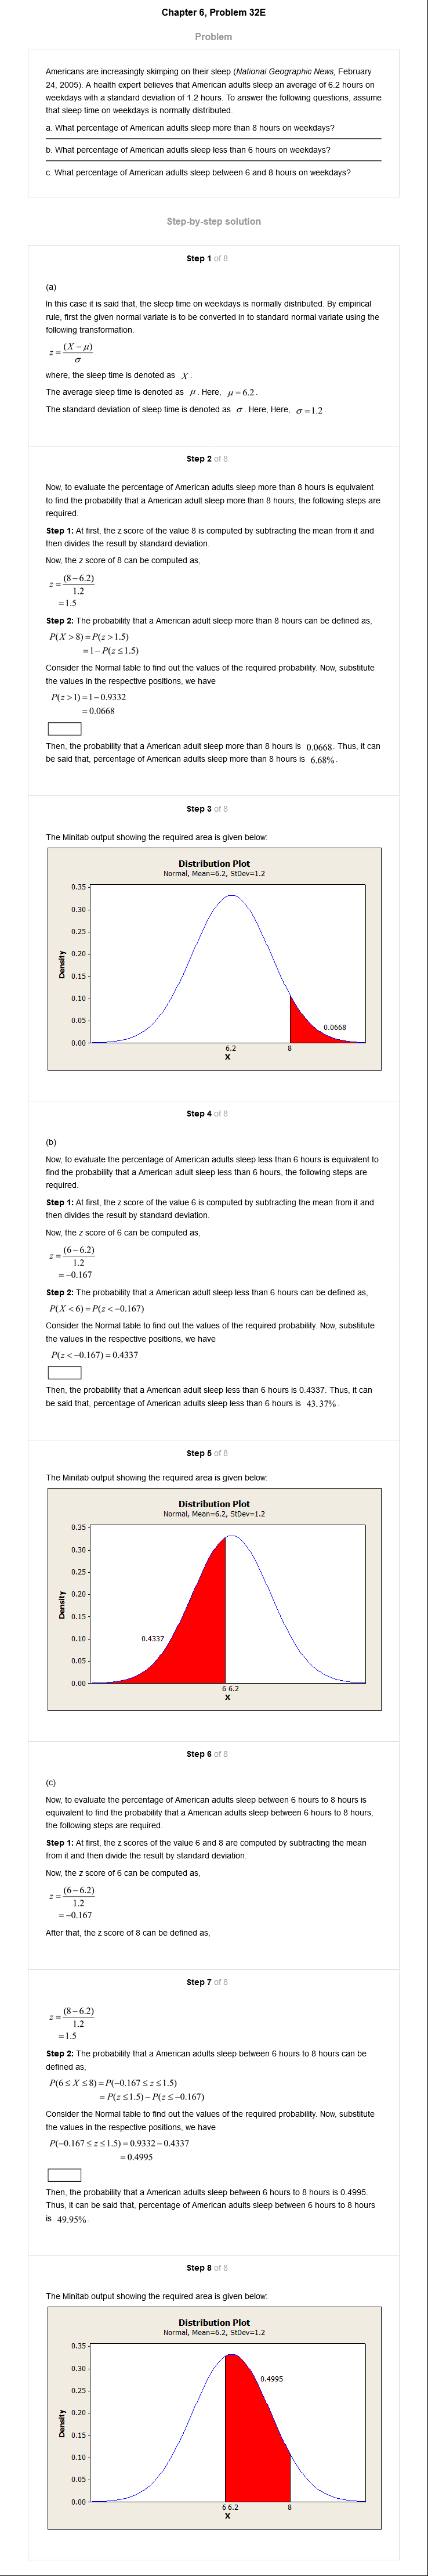 Chapter 6, Problem 32E
Problem
Americans are increasingly skimping on their sleep (National Geographic News, February
24, 2005). A health expert believes that American adults sleep an average of 6.2 hours on
weekdays with a standard deviation of 1.2 hours. To answer the following questions, assume
that sleep time on weekdays is normally distributed.
a. What percentage of American adults sleep more than 8 hours on weekdays?
b. What percentage of American adults sleep less than 6 hours on weekdays?
c. What percentage of American adults sleep between 6 and 8 hours on weekdays?
Step-by-step solution
Step 1 of 8
(a)
In this case it is said that, the sleep time on weekdays is normally distributed. By empirical
rule, first the given normal variate is to be converted in to standard normal variate using the
following transformation.
z = (X − μ) / σ
where, the sleep time is denoted as X .
The average sleep time is denoted as μ . Here, μ = 6.2 .
The standard deviation of sleep time is denoted as σ . Here, Here, σ = 1.2 .
Step 2 of 8
Now, to evaluate the percentage of American adults sleep more than 8 hours is equivalent
to find the probability that a American adult sleep more than 8 hours, the following steps are
required.
Step 1: At first, the z score of the value 8 is computed by subtracting the mean from it and
then divides the result by standard deviation.
Now, the z score of 8 can be computed as,
z = (8 − 6.2) / 1.2
= 1.5
Step 2: The probability that a American adult sleep more than 8 hours can be defined as,
P(X > 8) = P(z > 1.5)
= 1 − P(z ≤ 1.5)
Consider the Normal table to find out the values of the required probability. Now, substitute
the values in the respective positions, we have
P(z > 1) = 1 − 0.9332
= 0.0668
Then, the probability that a American adult sleep more than 8 hours is 0.0668. Thus, it can
be said that, percentage of American adults sleep more than 8 hours is 6.68% .
Step 3 of 8
The Minitab output showing the required area is given below:
Distribution Plot
Normal, Mean=6.2, StDev=1.2
0.35
0.30
0.25
0.20
0.15
0.10
0.05
0.00
Density
0.0668
6.2 8
X
Step 4 of 8
(b)
Now, to evaluate the percentage of American adults sleep less than 6 hours is equivalent to
find the probability that a American adult sleep less than 6 hours, the following steps are
required.
Step 1: At first, the z score of the value 6 is computed by subtracting the mean from it and
then divides the result by standard deviation.
Now, the z score of 6 can be computed as,
z = (6 − 6.2) / 1.2
= −0.167
Step 2: The probability that a American adult sleep less than 6 hours can be defined as,
P(X < 6) = P(z < −0.167)
Consider the Normal table to find out the values of the required probability. Now, substitute
the values in the respective positions, we have
P(z < −0.167) = 0.4337
Then, the probability that a American adult sleep less than 6 hours is 0.4337. Thus, it can
be said that, percentage of American adults sleep less than 6 hours is 43.37% .
Step 5 of 8
The Minitab output showing the required area is given below:
Distribution Plot
Normal, Mean=6.2, StDev=1.2
0.35
0.30
0.25
0.20
0.15
0.10
0.05
0.00
Density
0.4337
6 6.2
X
Step 6 of 8
(c)
Now, to evaluate the percentage of American adults sleep between 6 hours to 8 hours is
equivalent to find the probability that a American adult sleep between 6 hours to 8 hours,
the following steps are required.
Step 1: At first, the z scores of the value 6 and 8 are computed by subtracting the mean
from it and then divide the result by standard deviation.
Now, the z score of 6 can be computed as,
z = (6 − 6.2) / 1.2
= −0.167
After that, the z score of 8 can be defined as,
Step 7 of 8
z = (8 − 6.2) / 1.2
= 1.5
Step 2: The probability that a American adults sleep between 6 hours to 8 hours can be
defined as,
P(6 ≤ X ≤ 8) = P(−0.167 ≤ z ≤ 1.5)
= P(z ≤ 1.5) − P(z ≤ −0.167)
Consider the Normal table to find out the values of the required probability. Now, substitute
the values in the respective positions, we have
P(−0.167 ≤ z ≤ 1.5) = 0.9332 − 0.4337
= 0.4995
Then, the probability that a American adults sleep between 6 hours to 8 hours is 0.4995.
Thus, it can be said that, percentage of American adults sleep between 6 hours to 8 hours
is 49.95% .
Step 8 of 8
The Minitab output showing the required area is given below:
Distribution Plot
Normal, Mean=6.2, StDev=1.2
0.35
0.30
0.25
0.20
0.15
0.10
0.05
0.00
Density
0.4995
6 6.2 8
X